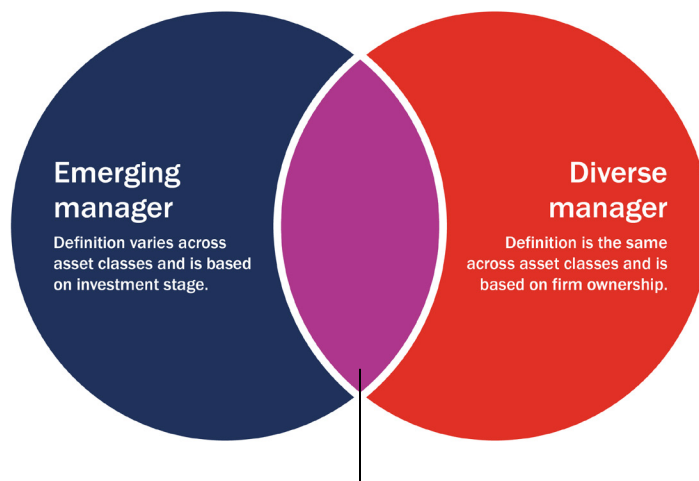 Emerging
manager
Definition varies across
asset classes and is based
on investment stage.
Diverse
manager
Definition is the same
across asset classes and is
based on firm ownership.